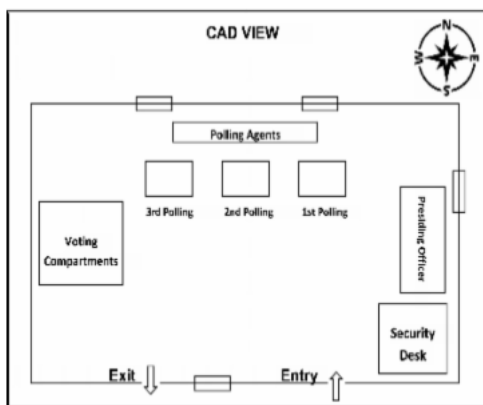 CAD VIEW
N
W
E
S
Polling Agents
3rd Polling
2nd Polling
1st Polling
Voting
Compartments
Presiding Officer
Security
Desk
Exit
Entry